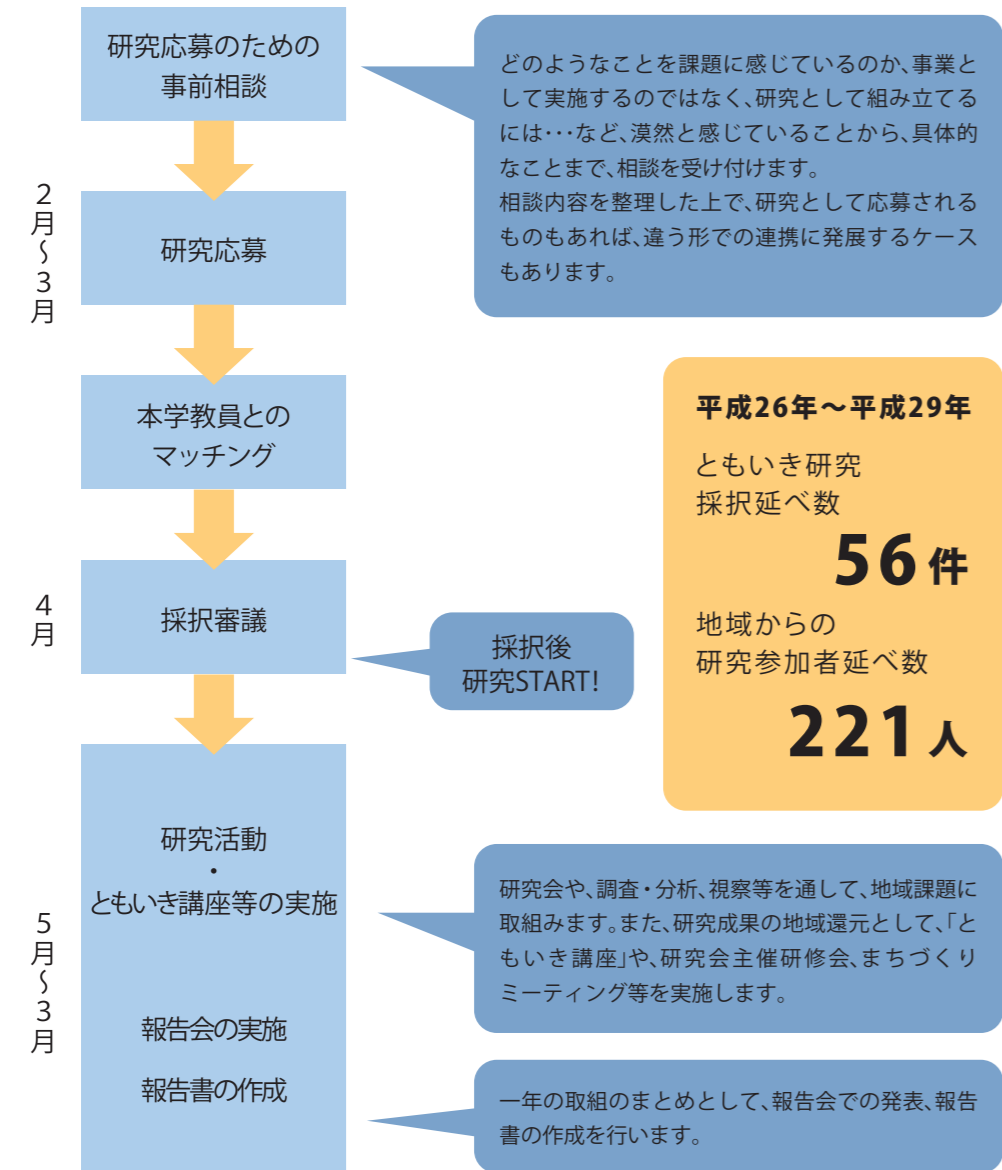 研究応募のための
事前相談
どのようなことを課題に感じているのか、事業と
して実施するのではなく、研究として組み立てる
には・・・など、漠然と感じていることから、具体的
なことまで、相談を受け付けます。
相談内容を整理した上で、研究として応募される
ものもあれば、違う形での連携に発展するケース
もあります。
2月〜3月
研究応募
本学教員との
マッチング
平成26年〜平成29年
ともいき研究
採択延べ数
56件
地域からの
研究参加者延べ数
221人
4月
採択審議
採択後
研究START!
5月〜3月
研究活動
・
ともいき講座等の実施
研究会や、調査・分析、視察等を通して、地域課題に
取組みます。また、研究成果の地域還元として、「と
もいき講座」や、研究会主催研修会、まちづくり
ミーティング等を実施します。
報告会の実施
報告書の作成
一年の取組のまとめとして、報告会での発表、報告
書の作成を行います。